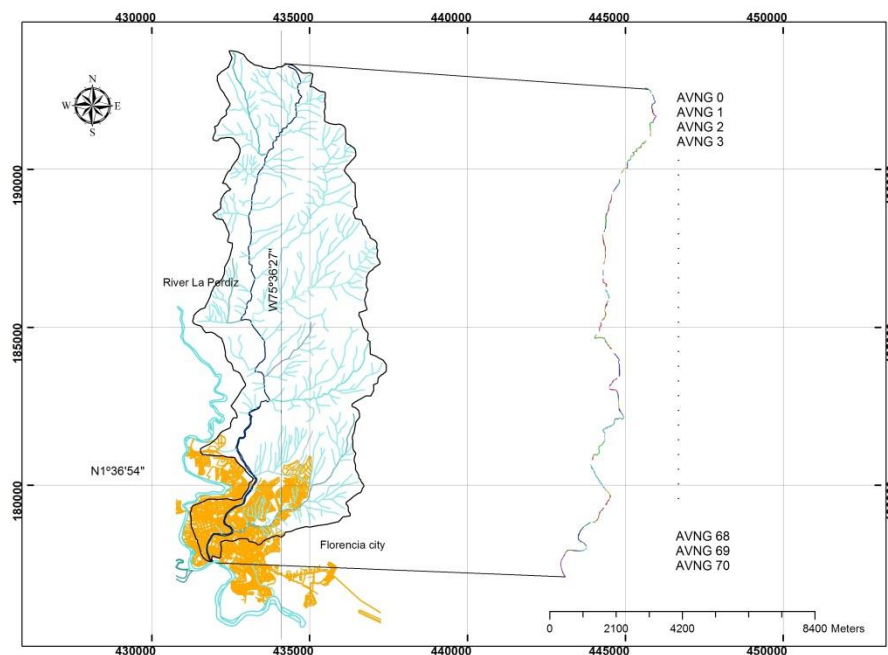 430000 435000 440000 445000 450000
N
W E
S
AVNG 0
AVNG 1
AVNG 2
AVNG 3
190000
W75º36'27"
River La Perdiz
185000
N1º36'54"
180000
Florencia city
AVNG 68
AVNG 69
AVNG 70
0 2100 4200 8400 Meters
430000 435000 440000 445000 450000